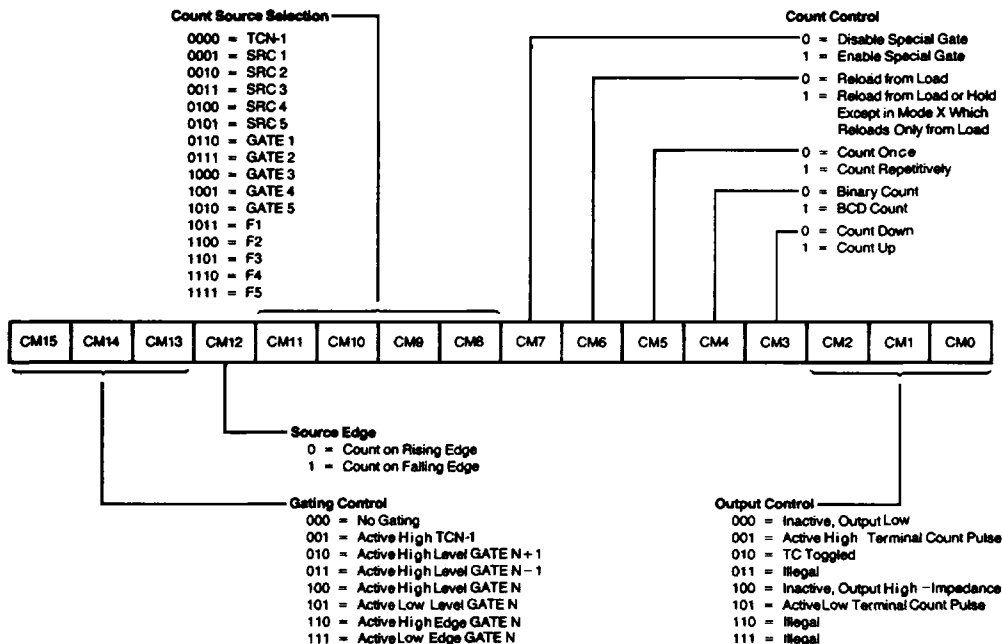 Count Source Selection
0000 = TCN-1
0001 = SRC 1
0010 = SRC 2
0011 = SRC 3
0100 = SRC 4
0101 = SRC 5
0110 = GATE 1
0111 = GATE 2
1000 = GATE 3
1001 = GATE 4
1010 = GATE 5
1011 = F1
1100 = F2
1101 = F3
1110 = F4
1111 = F5
Count Control
0 = Disable Special Gate
1 = Enable Special Gate
0 = Reload from Load
1 = Reload from Load or Hold
Except in Mode X Which
Reloads Only from Load
0 = Count Once
1 = Count Repetitively
0 = Binary Count
1 = BCD Count
0 = Count Down
1 = Count Up
CM15 CM14 CM13 CM12 CM11 CM10 CM9 CM8 CM7 CM6 CM5 CM4 CM3 CM2 CM1 CM0
Source Edge
0 = Count on Rising Edge
1 = Count on Falling Edge
Gating Control
000 = No Gating
001 = Active High TCN-1
010 = Active High Level GATE N+1
011 = Active High Level GATE N-1
100 = Active High Level GATE N
101 = Active Low Level GATE N
110 = Active High Edge GATE N
111 = Active Low Edge GATE N
Output Control
000 = Inactive, Output Low
001 = Active High Terminal Count Pulse
010 = TC Toggled
011 = Illegal
100 = Inactive, Output High-Impedance
101 = Active Low Terminal Count Pulse
110 = Illegal
111 = Illegal